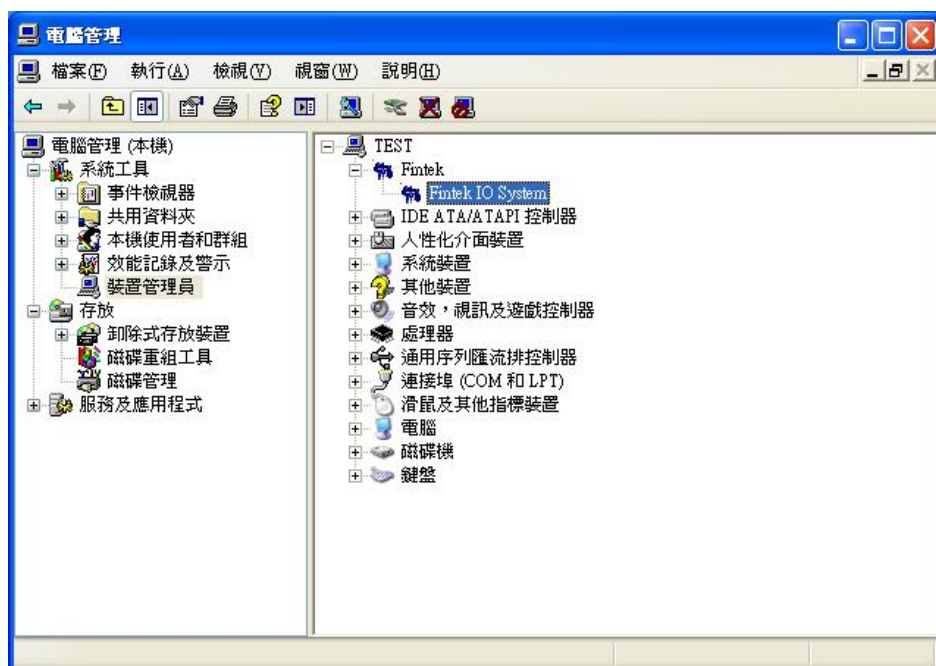 電腦管理
檔案(F) 執行(A) 檢視(V) 視窗(W) 說明(H)
電腦管理 (本機)
系統工具
事件檢視器
共用資料夾
本機使用者和群組
效能記錄及警示
裝置管理員
存放
卸除式存放裝置
磁碟重組工具
磁碟管理
服務及應用程式
TEST
Fintek
Fintek IO System
IDE ATA/ATAPI 控制器
人性化介面裝置
系統裝置
其他裝置
音效，視訊及遊戲控制器
處理器
通用序列匯流排控制器
連接埠 (COM 和 LPT)
滑鼠及其他指標裝置
電腦
磁碟機
鍵盤